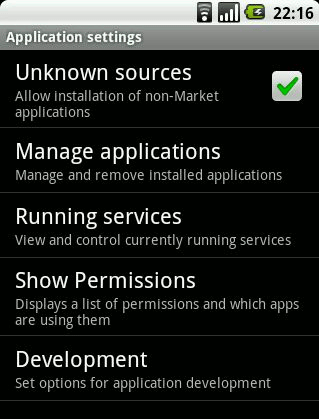 22:16
Application settings
Unknown sources
Allow installation of non-Market
applications
Manage applications
Manage and remove installed applications
Running services
View and control currently running services
Show Permissions
Displays a list of permissions and which apps
are using them
Development
Set options for application development